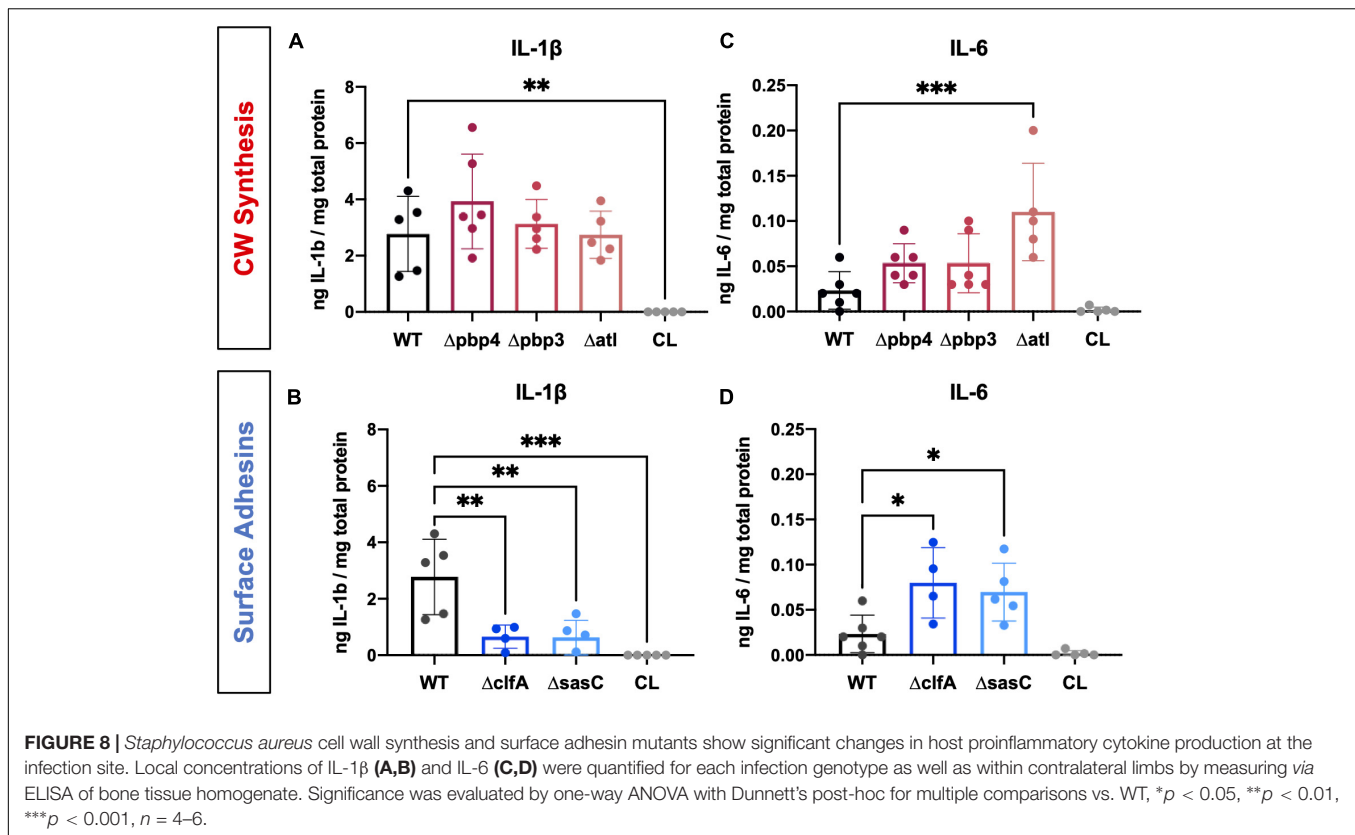 CW Synthesis
A
IL-1β
ng IL-1b / mg total protein
8
6
4
2
0
**
WT Δpbp4 Δpbp3 Δatl CL
C
IL-6
ng IL-6 / mg total protein
0.25
0.20
0.15
0.10
0.05
0.00
***
WT Δpbp4 Δpbp3 Δatl CL
Surface Adhesins
B
IL-1β
ng IL-1b / mg total protein
8
6
4
2
0
***
**
**
WT ΔclfA ΔsasC CL
D
IL-6
ng IL-6 / mg total protein
0.25
0.20
0.15
0.10
0.05
0.00
*
*
WT ΔclfA ΔsasC CL
FIGURE 8 | Staphylococcus aureus cell wall synthesis and surface adhesin mutants show significant changes in host proinflammatory cytokine production at the
infection site. Local concentrations of IL-1β (A,B) and IL-6 (C,D) were quantified for each infection genotype as well as within contralateral limbs by measuring via
ELISA of bone tissue homogenate. Significance was evaluated by one-way ANOVA with Dunnett's post-hoc for multiple comparisons vs. WT, *p < 0.05, **p < 0.01,
***p < 0.001, n = 4–6.